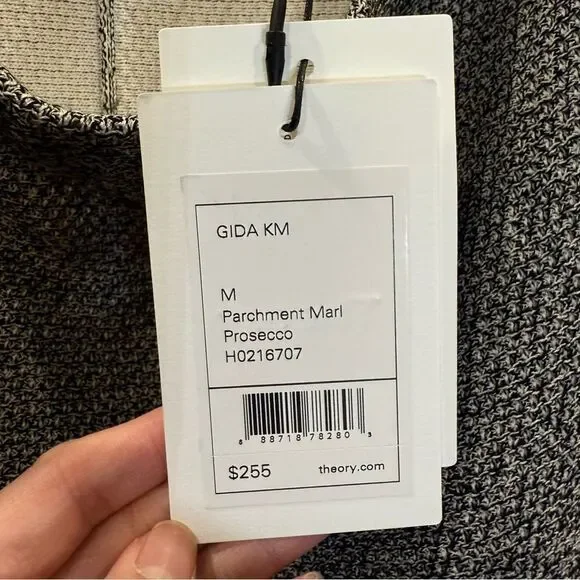 GIDA KM
M
Parchment Marl
Prosecco
H0216707
8 88718 78280 3
$255 theory.com